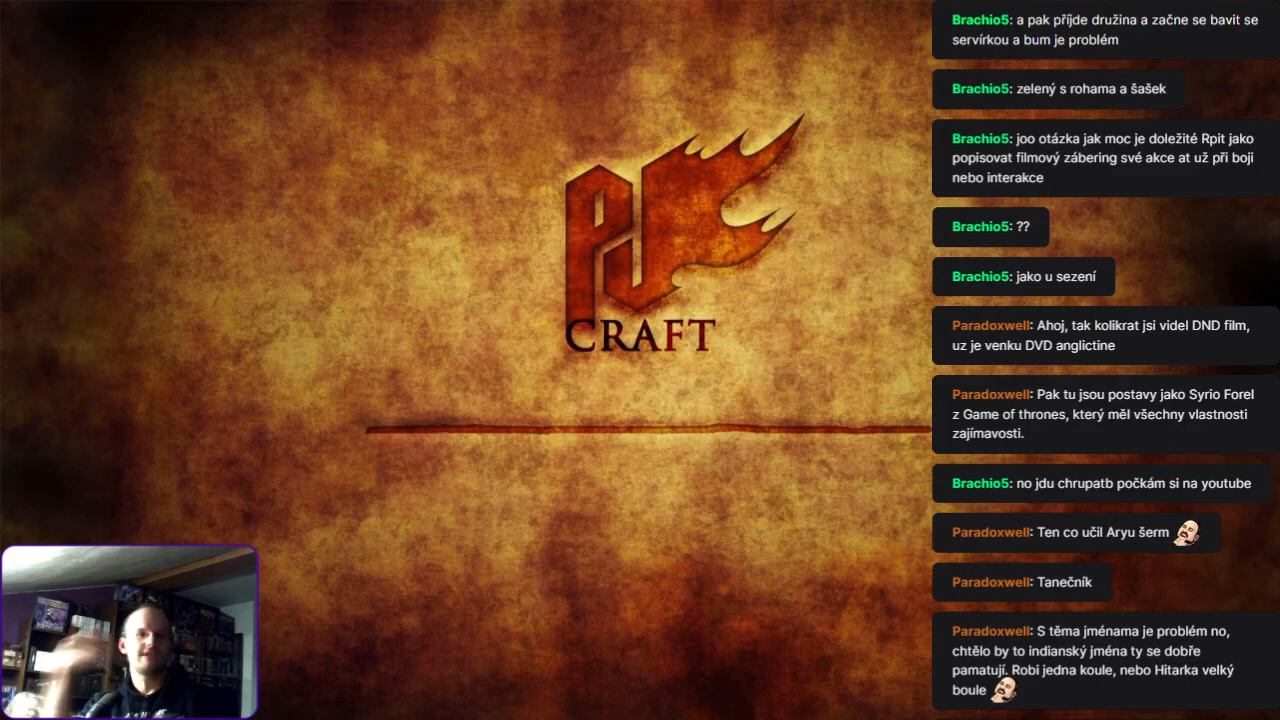 PJ
CRAFT
Brachio5: a pak příjde družina a začne se bavit se
servírkou a bum je problém
Brachio5: zelený s rohama a šašek
Brachio5: joo otázka jak moc je doležité Rpit jako
popisovat filmový zábering své akce at už při boji
nebo interakce
Brachio5: ??
Brachio5: jako u sezení
Paradoxwell: Ahoj, tak kolikrat jsi videl DND film,
uz je venku DVD anglictine
Paradoxwell: Pak tu jsou postavy jako Syrio Forel
z Game of thrones, který měl všechny vlastnosti
zajímavosti.
Brachio5: no jdu chrupatb počkám si na youtube
Paradoxwell: Ten co učil Aryu šerm
Paradoxwell: Tanečník
Paradoxwell: S těma jménama je problém no,
chtělo by to indianský jména ty se dobře
pamatují. Robi jedna koule, nebo Hitarka velký
boule